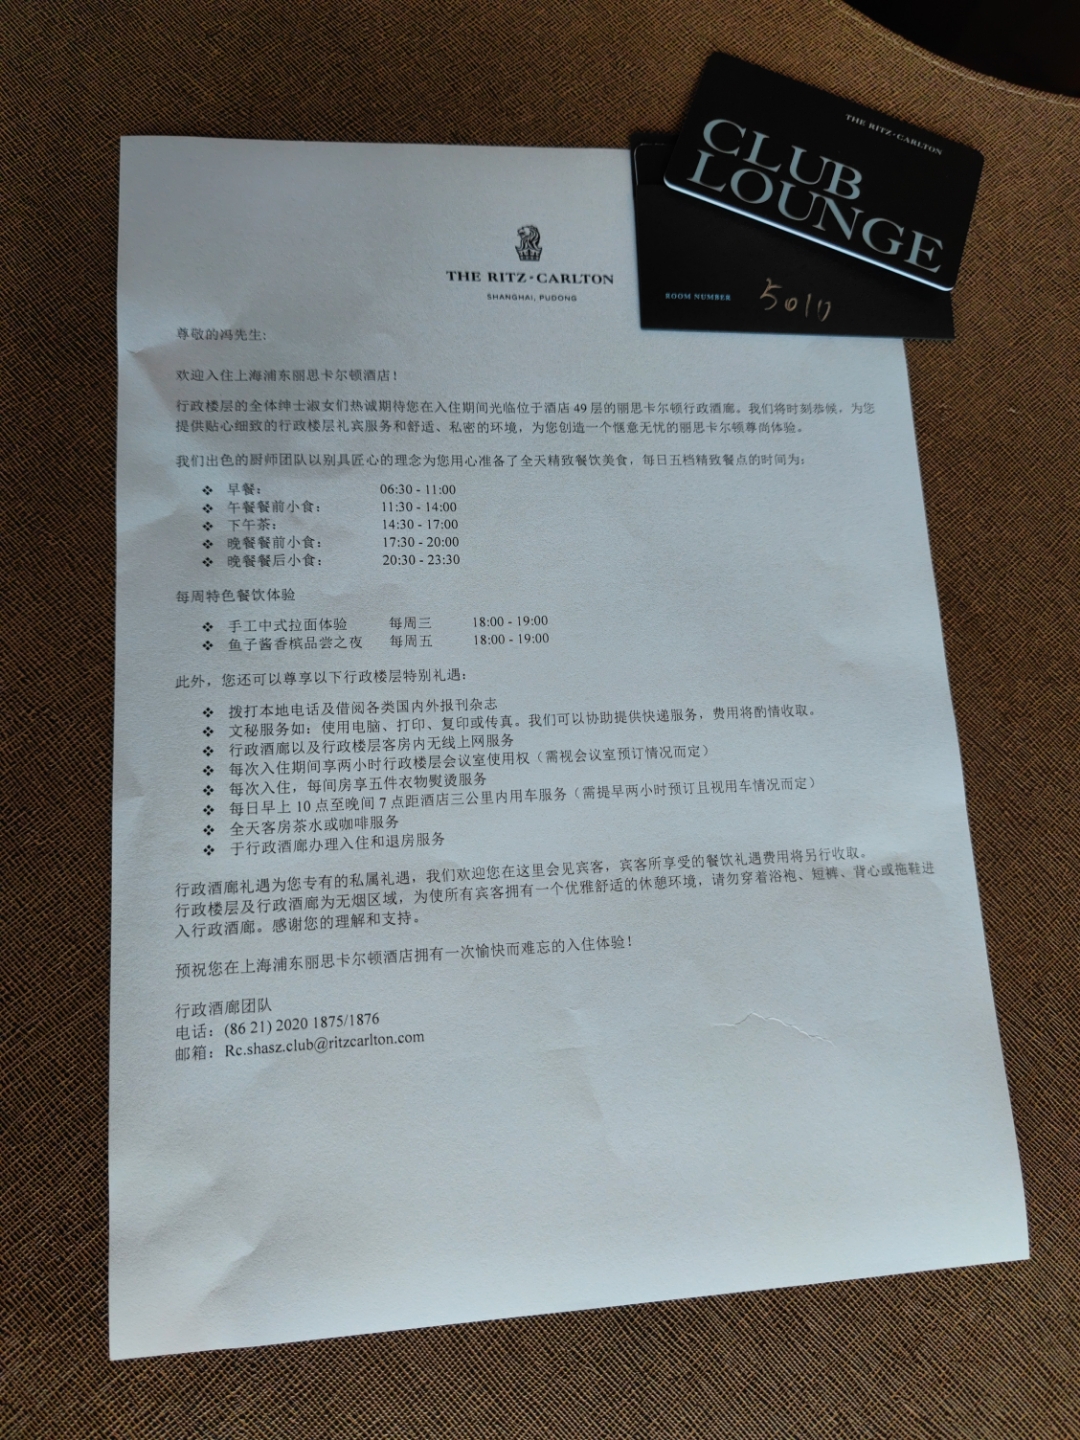 THE RITZ-CARLTON
CLUB
LOUNGE
ROOM NUMBER 5010
THE RITZ-CARLTON
SHANGHAI, PUDONG
尊敬的冯先生:
欢迎入住上海浦东丽思卡尔顿酒店！
行政楼层的全体绅士淑女们热诚期待您在入住期间光临位于酒店 49 层的丽思卡尔顿行政酒廊。我们将时刻恭候，为您
提供贴心细致的行政楼层礼宾服务和舒适、私密的环境，为您创造一个惬意无忧的丽思卡尔顿尊尚体验。
我们出色的厨师团队以别具匠心的理念为您用心准备了全天精致餐饮美食，每日五档精致餐点的时间为：
❖ 早餐： 06:30 - 11:00
❖ 午餐餐前小食： 11:30 - 14:00
❖ 下午茶： 14:30 - 17:00
❖ 晚餐餐前小食： 17:30 - 20:00
❖ 晚餐餐后小食： 20:30 - 23:30
每周特色餐饮体验
❖ 手工中式拉面体验 每周三 18:00 - 19:00
❖ 鱼子酱香槟品尝之夜 每周五 18:00 - 19:00
此外，您还可以尊享以下行政楼层特别礼遇：
❖ 拨打本地电话及借阅各类国内外报刊杂志
❖ 文秘服务如：使用电脑、打印、复印或传真。我们可以协助提供快递服务，费用将酌情收取。
❖ 行政酒廊以及行政楼层客房内无线上网服务
❖ 每次入住期间享两小时行政楼层会议室使用权（需视会议室预订情况而定）
❖ 每次入住，每间房享五件衣物熨烫服务
❖ 每日早上 10 点至晚间 7 点距酒店三公里内用车服务（需提早两小时预订且视用车情况而定）
❖ 全天客房茶水或咖啡服务
❖ 于行政酒廊办理入住和退房服务
行政酒廊礼遇为您专有的私属礼遇，我们欢迎您在这里会见宾客，宾客所享受的餐饮礼遇费用将另行收取。
行政楼层及行政酒廊为无烟区域，为使所有宾客拥有一个优雅舒适的休憩环境，请勿穿着浴袍、短裤、背心或拖鞋进
入行政酒廊。感谢您的理解和支持。
预祝您在上海浦东丽思卡尔顿酒店拥有一次愉快而难忘的入住体验！
行政酒廊团队
电话：(86 21) 2020 1875/1876
邮箱：Rc.shasz.club@ritzcarlton.com